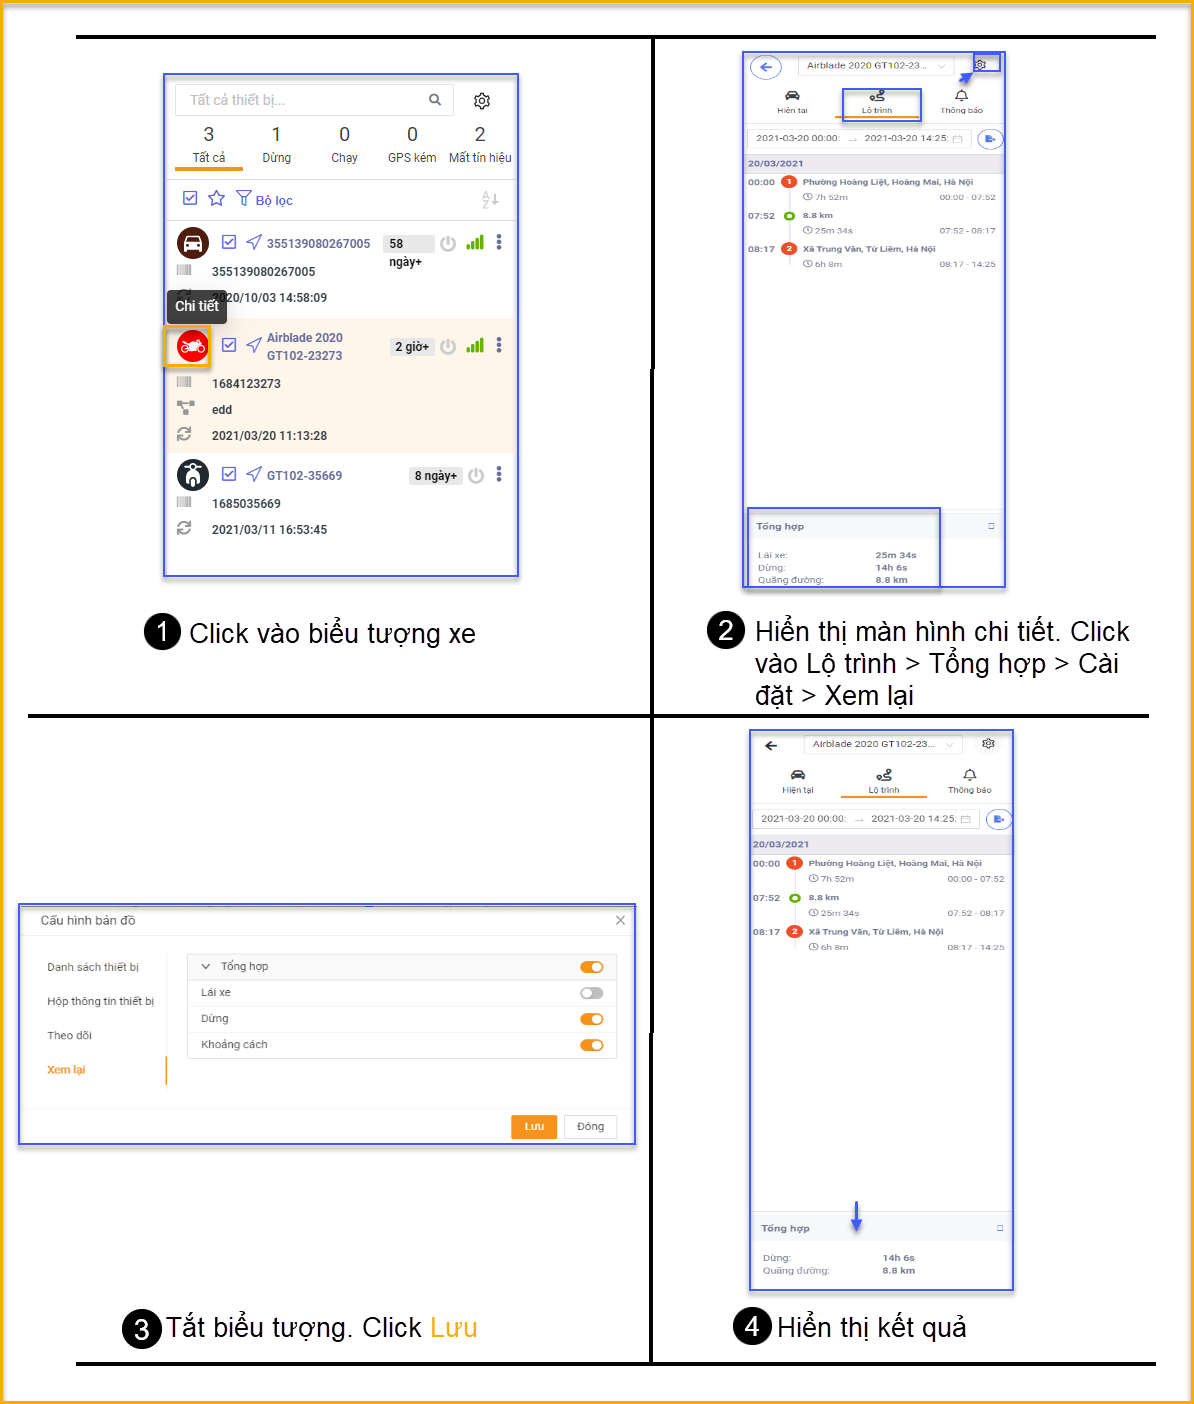 Tất cả thiết bị...
3 1 0 0 2
Tất cả Dừng Chạy GPS kém Mất tín hiệu
Bộ lọc
355139080267005 58 ngày+
355139080267005
2020/10/03 14:58:09
Chi tiết
Airblade 2020 GT102-23273 2 giờ+
1684123273
edd
2021/03/20 11:13:28
GT102-35669 8 ngày+
1685035669
2021/03/11 16:53:45
1 Click vào biểu tượng xe
Airblade 2020 GT102-23...
Hiện tại Lộ trình Thông báo
2021-03-20 00:00: → 2021-03-20 14:25:
20/03/2021
00:00 1 Phường Hoàng Liệt, Hoàng Mai, Hà Nội
7h 52m 00:00 - 07:52
07:52 8.8 km
25m 34s 07:52 - 08:17
08:17 2 Xã Trung Văn, Từ Liêm, Hà Nội
6h 8m 08:17 - 14:25
Tổng hợp
Lái xe: 25m 34s
Dừng: 14h 6s
Quãng đường: 8.8 km
2 Hiển thị màn hình chi tiết. Click
vào Lộ trình > Tổng hợp > Cài
đặt > Xem lại
Cấu hình bản đồ
Danh sách thiết bị
Hộp thông tin thiết bị
Theo dõi
Xem lại
Tổng hợp
Lái xe
Dừng
Khoảng cách
Lưu Đóng
3 Tắt biểu tượng. Click Lưu
Airblade 2020 GT102-23...
Hiện tại Lộ trình Thông báo
2021-03-20 00:00: → 2021-03-20 14:25:
20/03/2021
00:00 1 Phường Hoàng Liệt, Hoàng Mai, Hà Nội
7h 52m 00:00 - 07:52
07:52 8.8 km
25m 34s 07:52 - 08:17
08:17 2 Xã Trung Văn, Từ Liêm, Hà Nội
6h 8m 08:17 - 14:25
Tổng hợp
Dừng: 14h 6s
Quãng đường: 8.8 km
4 Hiển thị kết quả